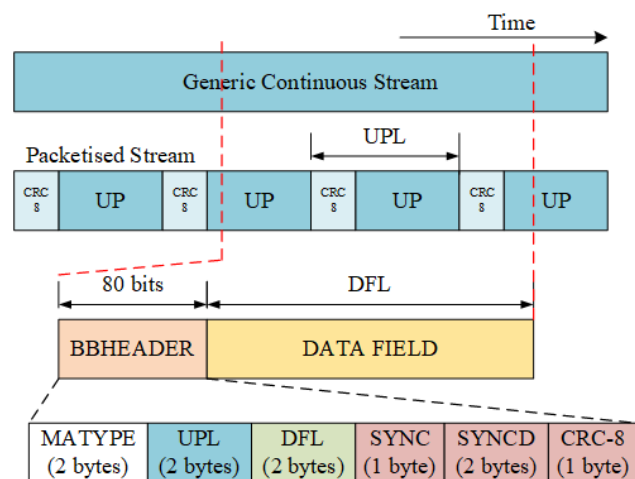 Time
Generic Continuous Stream
Packetised Stream
UPL
CRC 8 UP CRC 8 UP CRC 8 UP CRC 8 UP
80 bits DFL
BBHEADER DATA FIELD
MATYPE UPL DFL SYNC SYNCD CRC-8
(2 bytes) (2 bytes) (2 bytes) (1 byte) (2 bytes) (1 byte)